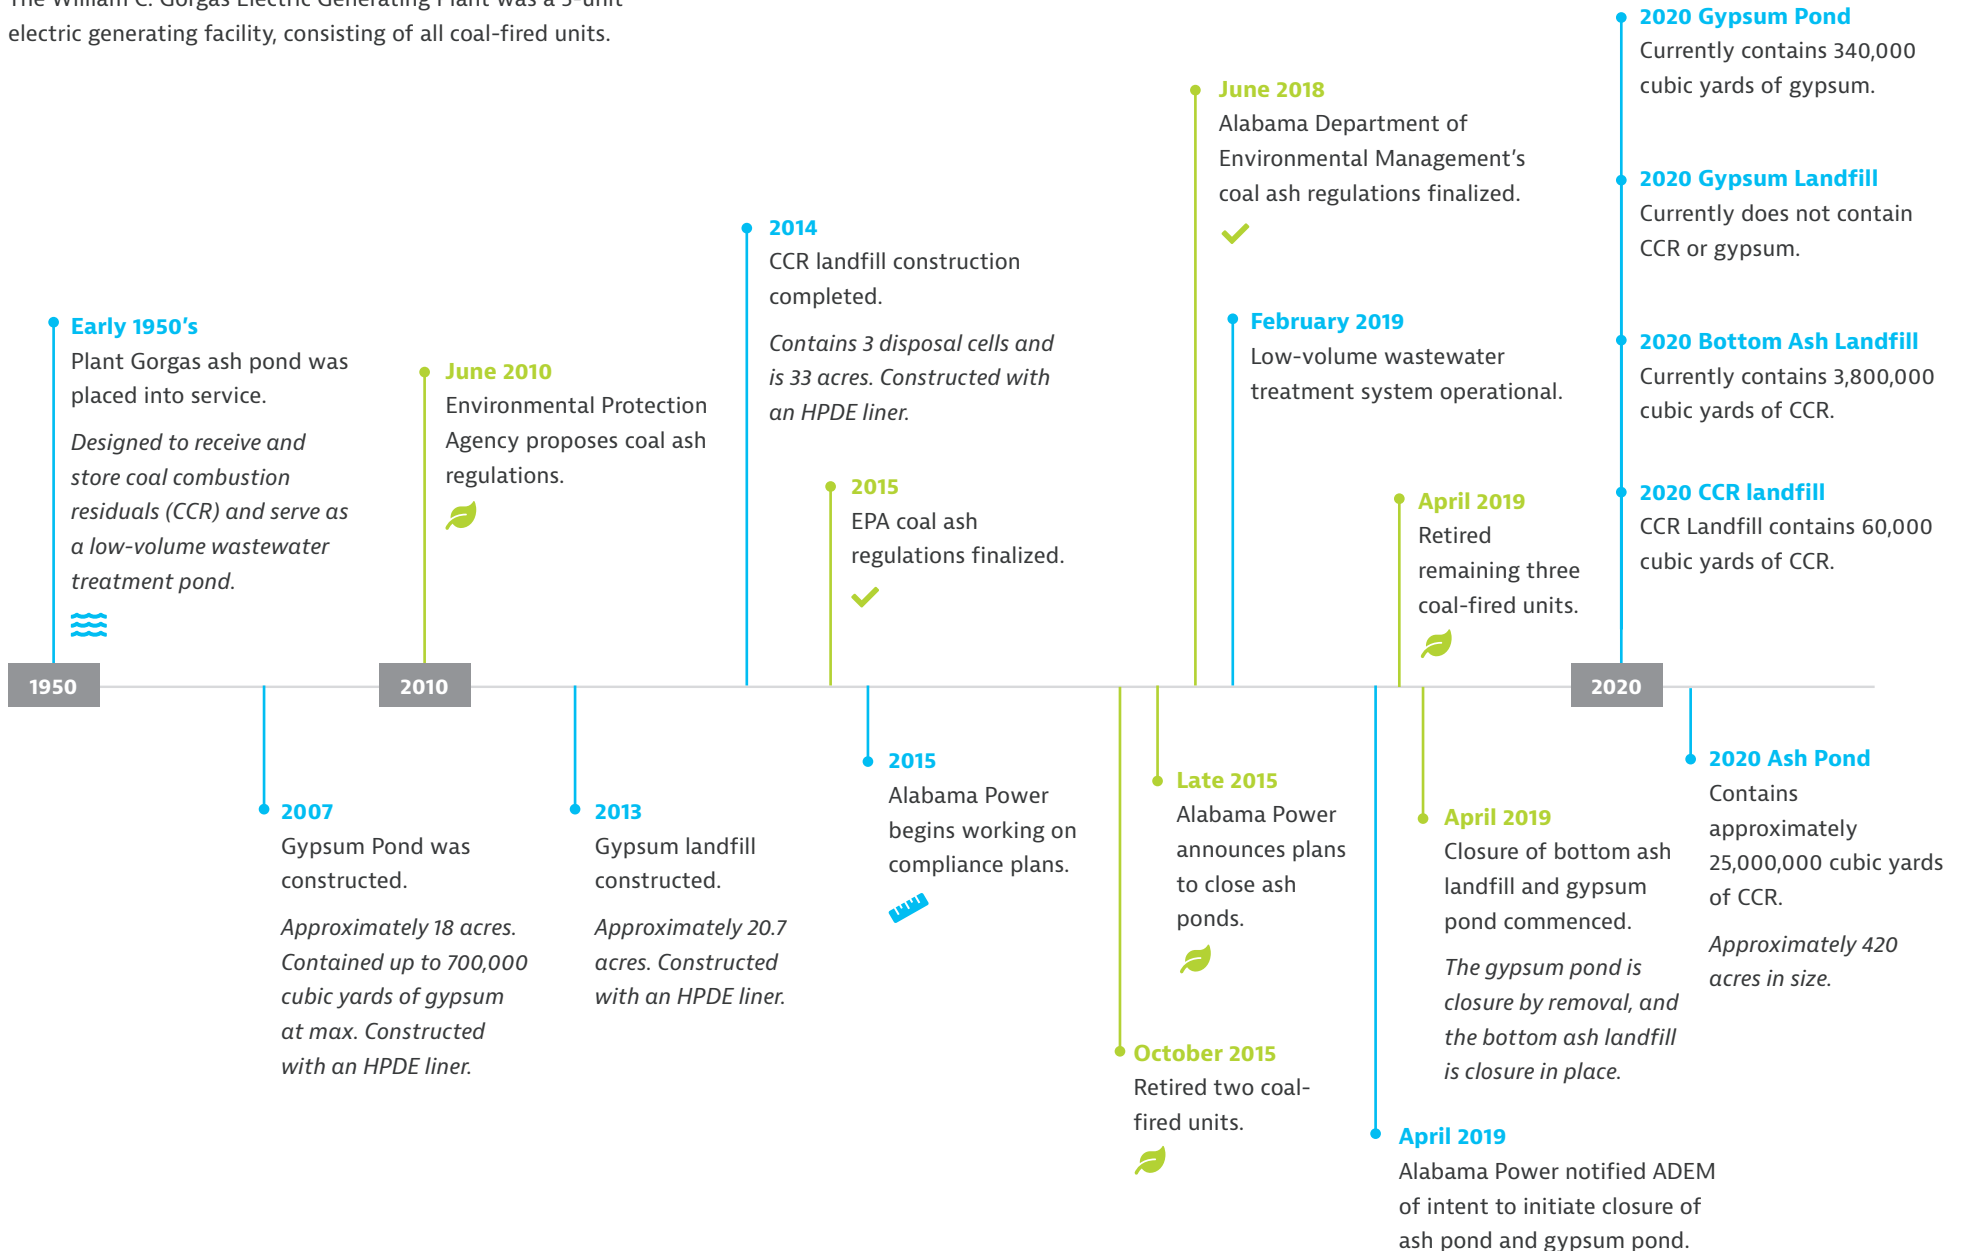 The William C. Gorgas Electric Generating Plant was a 5-unit
electric generating facility, consisting of all coal-fired units.
Early 1950's
Plant Gorgas ash pond was
placed into service.
Designed to receive and
store coal combustion
residuals (CCR) and serve as
a low-volume wastewater
treatment pond.
June 2010
Environmental Protection
Agency proposes coal ash
regulations.
2014
CCR landfill construction
completed.
Contains 3 disposal cells and
is 33 acres. Constructed with
an HPDE liner.
2015
EPA coal ash
regulations finalized.
June 2018
Alabama Department of
Environmental Management's
coal ash regulations finalized.
February 2019
Low-volume wastewater
treatment system operational.
April 2019
Retired
remaining three
coal-fired units.
2020 Gypsum Pond
Currently contains 340,000
cubic yards of gypsum.
2020 Gypsum Landfill
Currently does not contain
CCR or gypsum.
2020 Bottom Ash Landfill
Currently contains 3,800,000
cubic yards of CCR.
2020 CCR landfill
CCR Landfill contains 60,000
cubic yards of CCR.
1950
2010
2020
2007
Gypsum Pond was
constructed.
Approximately 18 acres.
Contained up to 700,000
cubic yards of gypsum
at max. Constructed
with an HPDE liner.
2013
Gypsum landfill
constructed.
Approximately 20.7
acres. Constructed
with an HPDE liner.
2015
Alabama Power
begins working on
compliance plans.
October 2015
Retired two coal-
fired units.
Late 2015
Alabama Power
announces plans
to close ash
ponds.
April 2019
Alabama Power notified ADEM
of intent to initiate closure of
ash pond and gypsum pond.
April 2019
Closure of bottom ash
landfill and gypsum
pond commenced.
The gypsum pond is
closure by removal, and
the bottom ash landfill
is closure in place.
2020 Ash Pond
Contains
approximately
25,000,000 cubic yards
of CCR.
Approximately 420
acres in size.